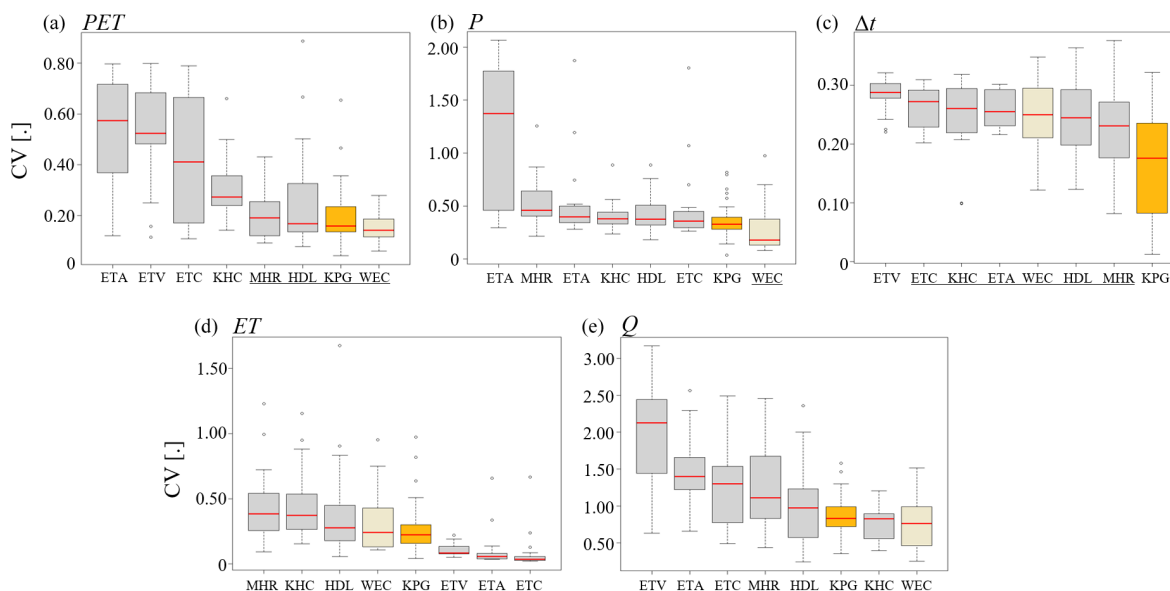 (a) PET
CV [.]
0.80
0.60
0.40
0.20
0
ETA ETV ETC KHC MHR HDL KPG WEC
(b) P
2.00
1.50
1.00
0.50
0
ETA MHR ETA KHC HDL ETC KPG WEC
(c) Δt
0.30
0.20
0.10
0
ETV ETC KHC ETA WEC HDL MHR KPG
(d) ET
CV [.]
1.50
1.00
0.50
0
MHR KHC HDL WEC KPG ETV ETA ETC
(e) Q
3.00
2.50
2.00
1.50
1.00
0.50
ETV ETA ETC MHR HDL KPG KHC WEC